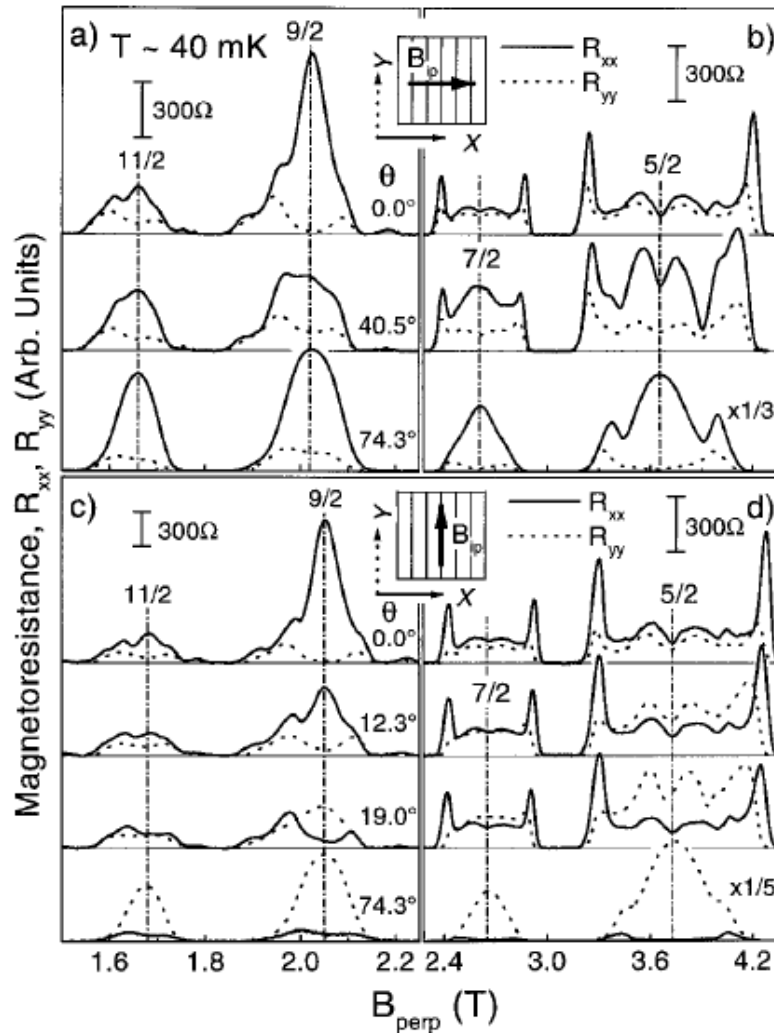 a) T ~ 40 mK
9/2
300Ω
11/2
θ
0.0°
40.5°
74.3°
Y
B_ip
X
R_xx
R_yy
b)
300Ω
5/2
7/2
x1/3
c)
9/2
300Ω
11/2
θ
0.0°
12.3°
19.0°
74.3°
Y
B_ip
X
R_xx
R_yy
d)
300Ω
5/2
7/2
x1/5
1.6 1.8 2.0 2.2 2.4 3.0 3.6 4.2
B_perp (T)
Magnetoresistance, R_xx, R_yy (Arb. Units)